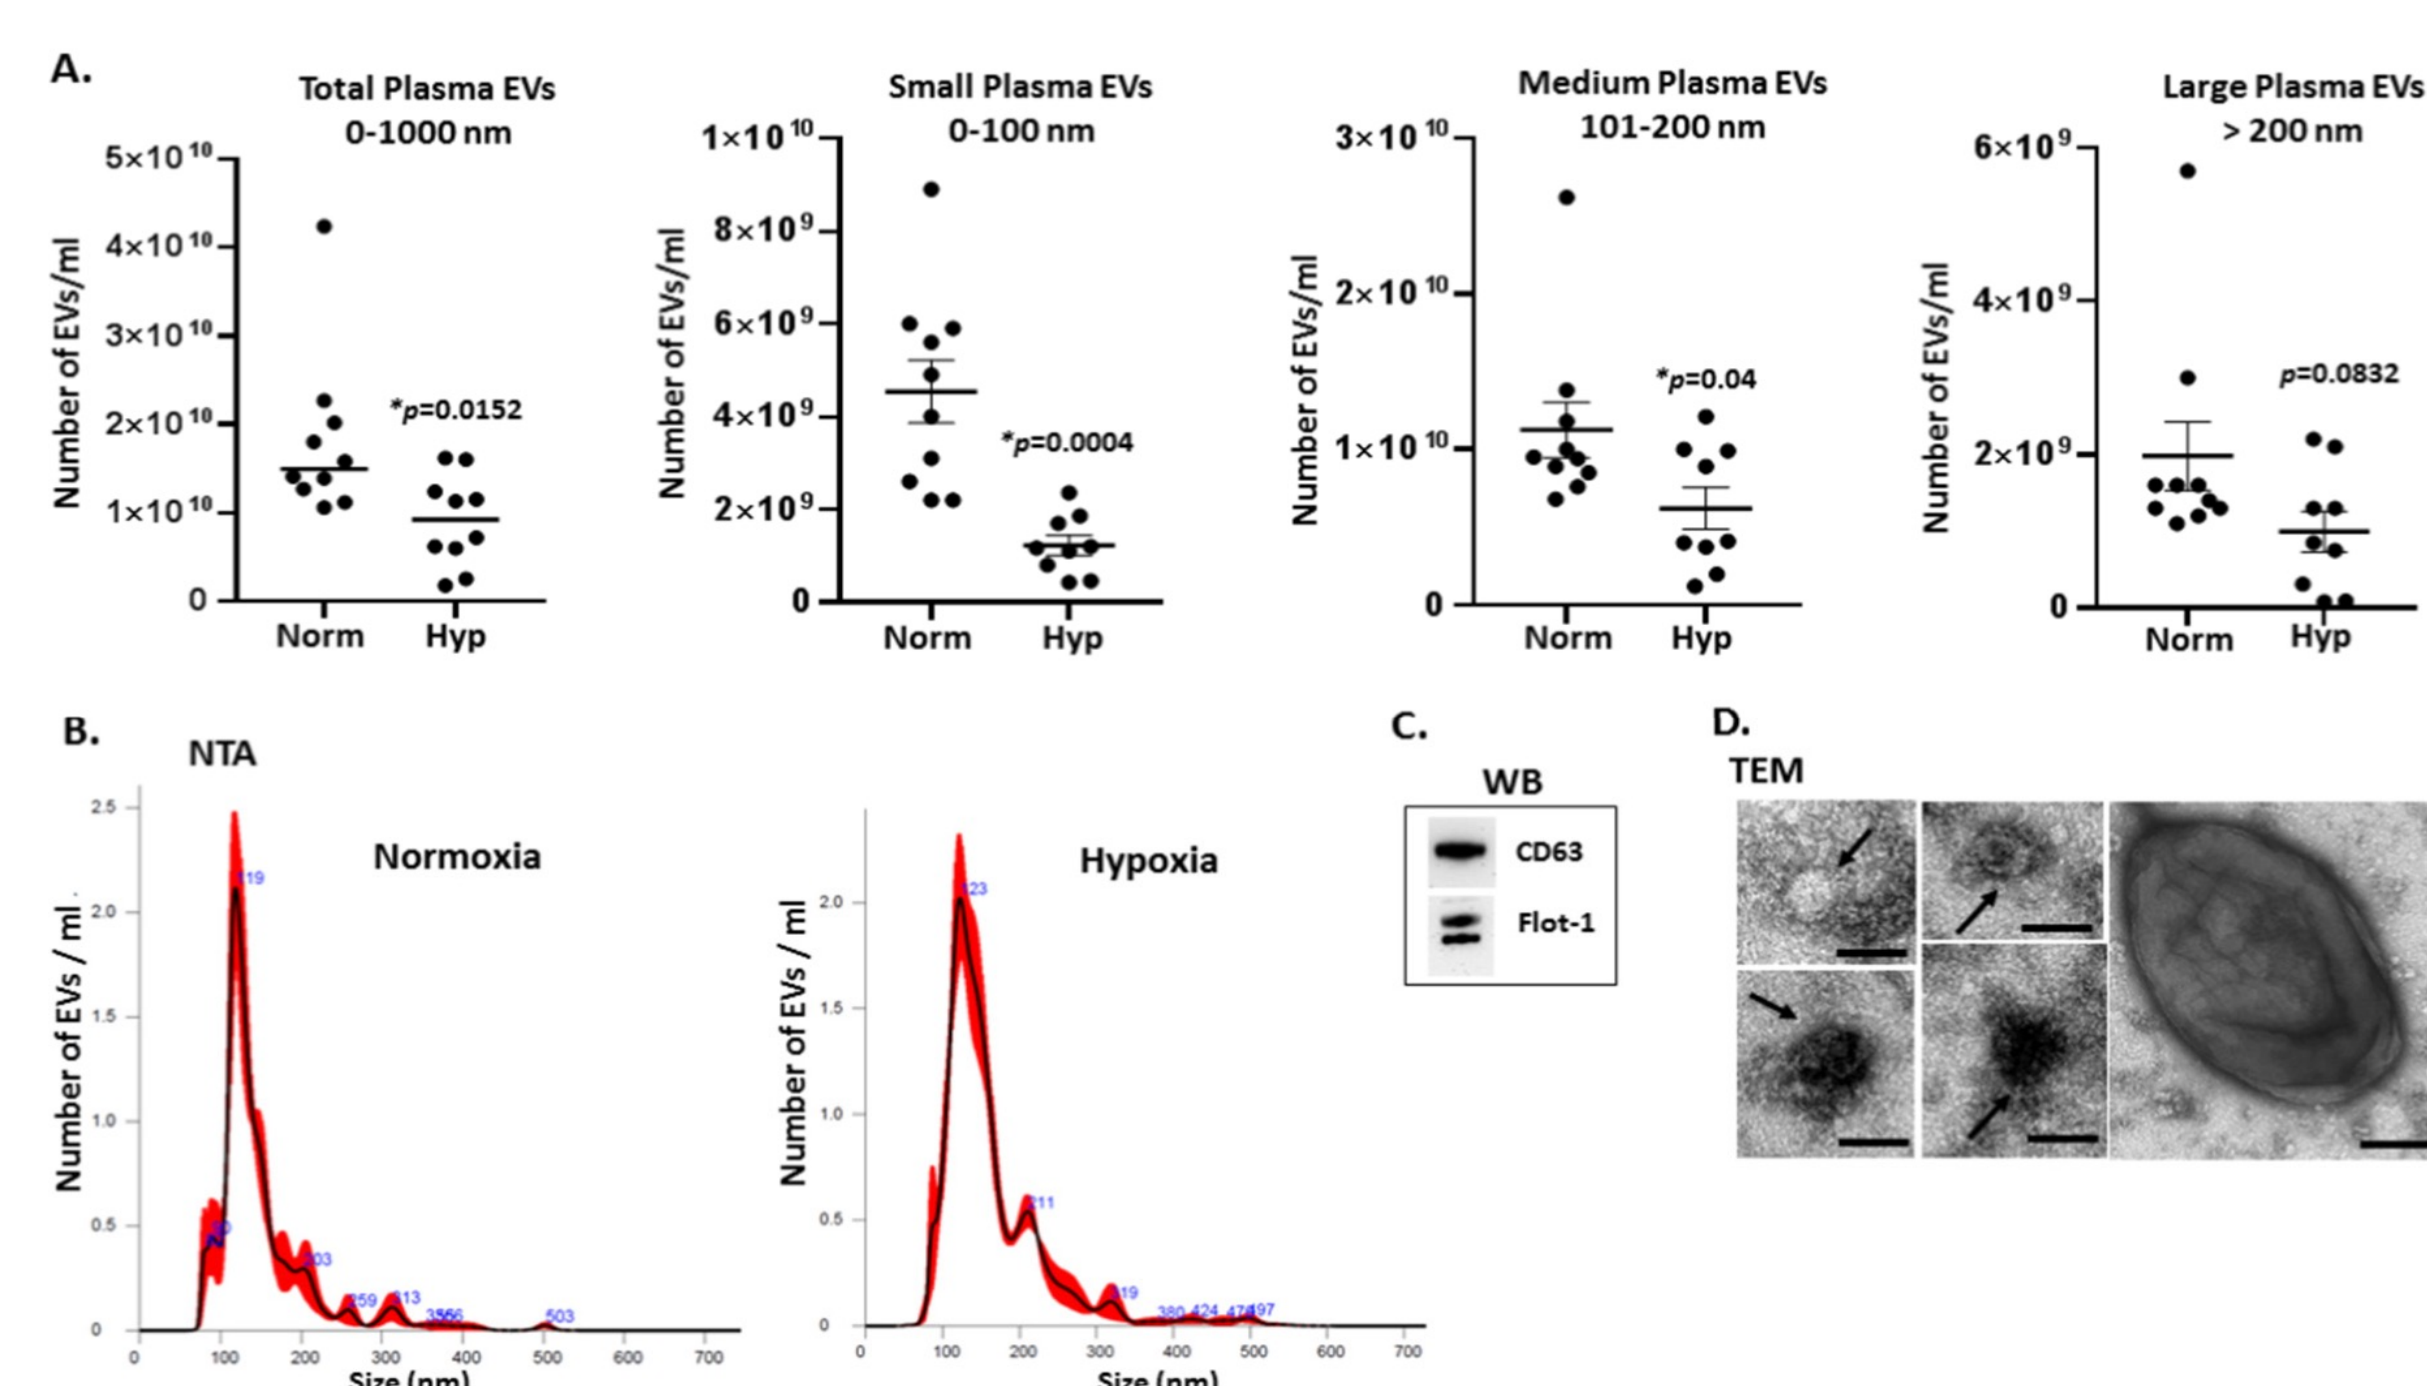 A.
Total Plasma EVs
0-1000 nm
Number of EVs/ml
5×10 10
4×10 10
3×10 10
2×10 10
1×10 10
0
*p=0.0152
Norm Hyp
Small Plasma EVs
0-100 nm
Number of EVs/ml
1×10 10
8×10 9
6×10 9
4×10 9
2×10 9
0
*p=0.0004
Norm Hyp
Medium Plasma EVs
101-200 nm
Number of EVs/ml
3×10 10
2×10 10
1×10 10
0
*p=0.04
Norm Hyp
Large Plasma EVs
> 200 nm
Number of EVs/ml
6×10 9
4×10 9
2×10 9
0
p=0.0832
Norm Hyp
B.
NTA
Normoxia
Number of EVs / ml
2.5
2.0
1.5
1.0
0.5
0
119
203
259
313
503
0 100 200 300 400 500 600 700
Size (nm)
Hypoxia
Number of EVs / ml
2.0
1.5
1.0
0.5
0
123
211
319
380 424 497
0 100 200 300 400 500 600 700
Size (nm)
C.
WB
CD63
Flot-1
D.
TEM